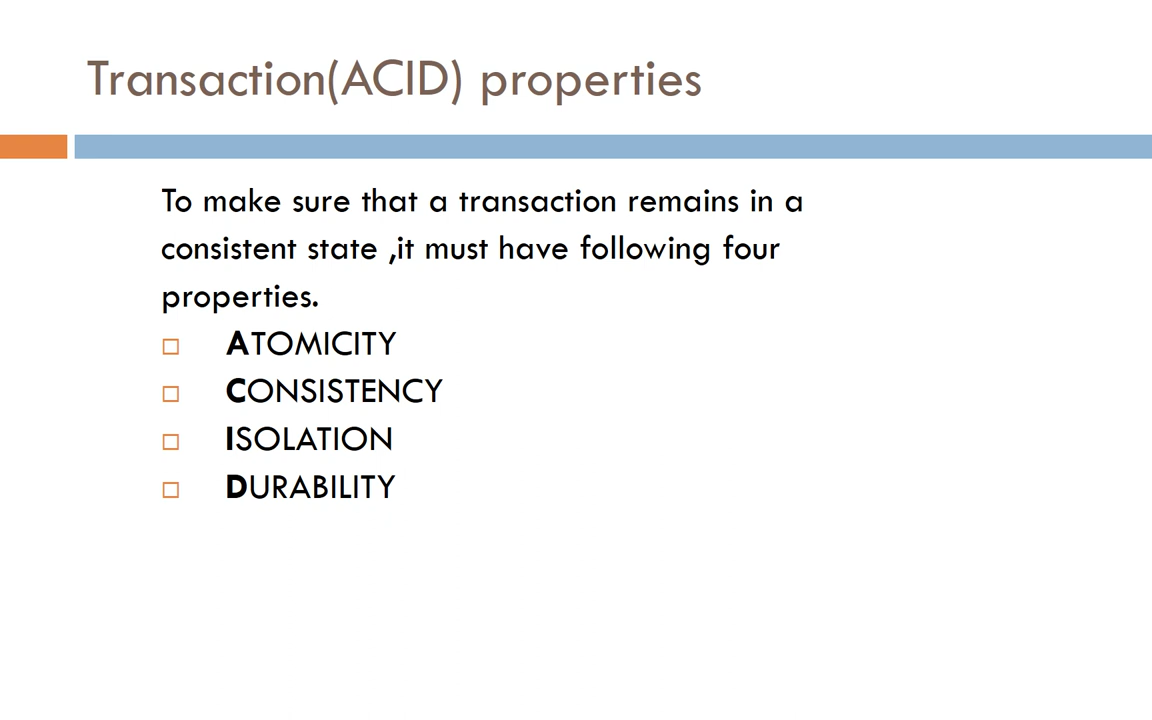 Transaction(ACID) properties
To make sure that a transaction remains in a
consistent state ,it must have following four
properties.
ATOMICITY
CONSISTENCY
ISOLATION
DURABILITY